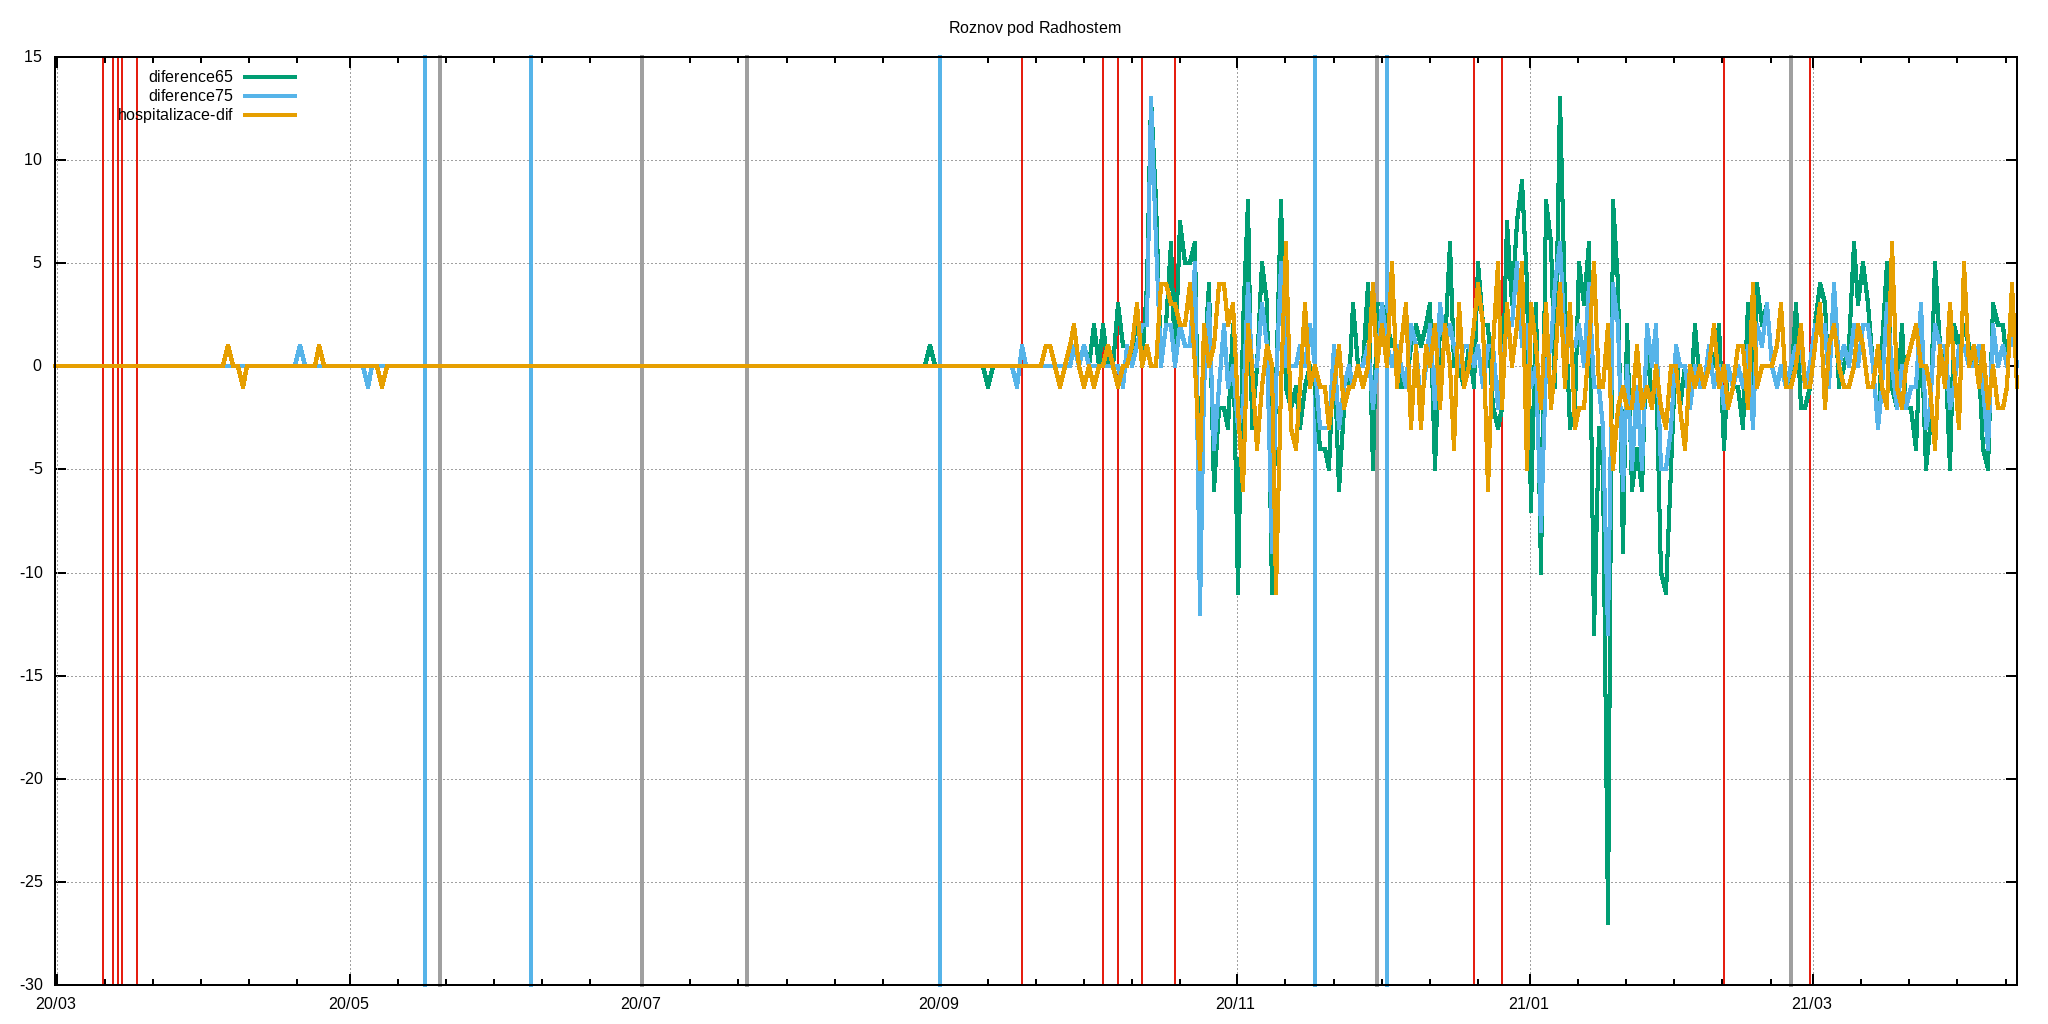 Roznov pod Radhostem
15
diference65
diference75
hospitalizace-dif
10
5
0
-5
-10
-15
-20
-25
-30
20/03 20/05 20/07 20/09 20/11 21/01 21/03